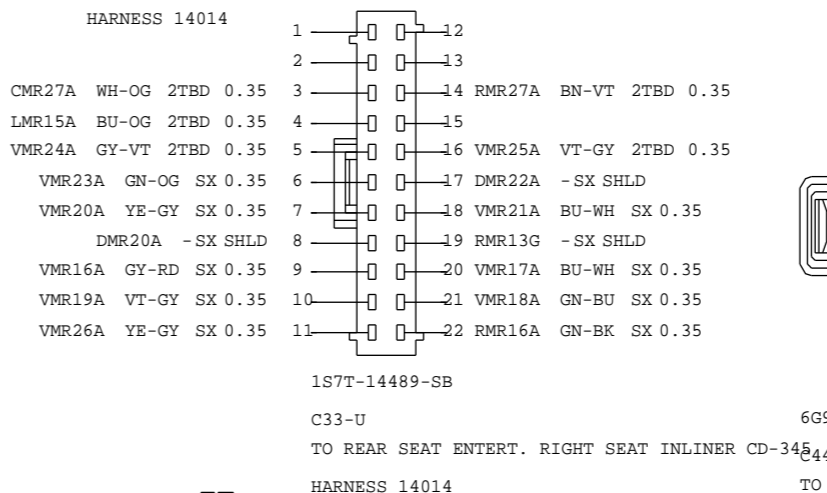 HARNESS 14014
1 12
2 13
CMR27A WH-OG 2TBD 0.35 3 14 RMR27A BN-VT 2TBD 0.35
LMR15A BU-OG 2TBD 0.35 4 15
VMR24A GY-VT 2TBD 0.35 5 16 VMR25A VT-GY 2TBD 0.35
VMR23A GN-OG SX 0.35 6 17 DMR22A -SX SHLD
VMR20A YE-GY SX 0.35 7 18 VMR21A BU-WH SX 0.35
DMR20A -SX SHLD 8 19 RMR13G -SX SHLD
VMR16A GY-RD SX 0.35 9 20 VMR17A BU-WH SX 0.35
VMR19A VT-GY SX 0.35 10 21 VMR18A GN-BU SX 0.35
VMR26A YE-GY SX 0.35 11 22 RMR16A GN-BK SX 0.35
1S7T-14489-SB
C33-U
TO REAR SEAT ENTERT. RIGHT SEAT INLINER CD-345
HARNESS 14014
6G9
C44
TO